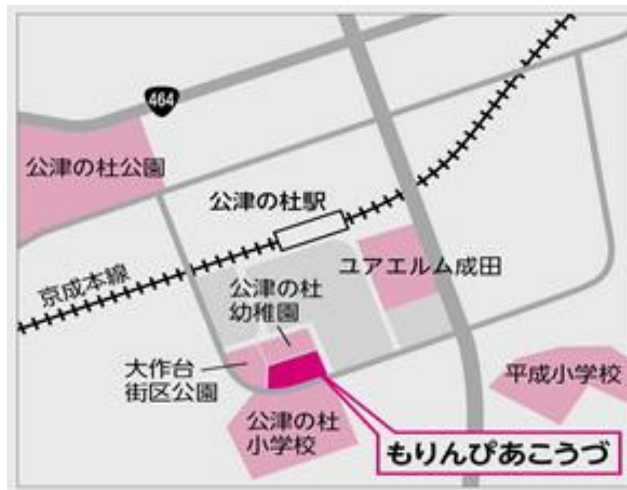 464
公津の杜公園
公津の杜駅
京成本線
ユアエルム成田
公津の杜
幼稚園
大作台
街区公園
平成小学校
公津の杜
小学校
もりんぴあこうづ